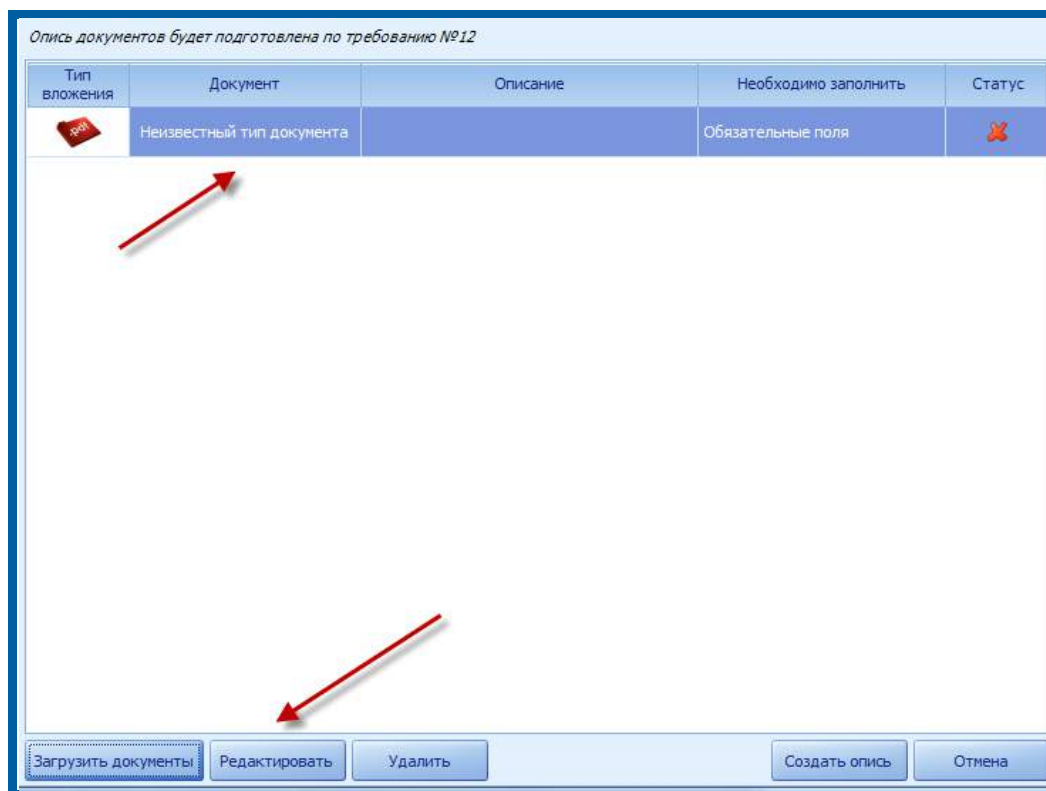 Опись документов будет подготовлена по требованию №12
Тип вложения Документ Описание Необходимо заполнить Статус
.pdf Неизвестный тип документа Обязательные поля
Загрузить документы Редактировать Удалить Создать опись Отмена